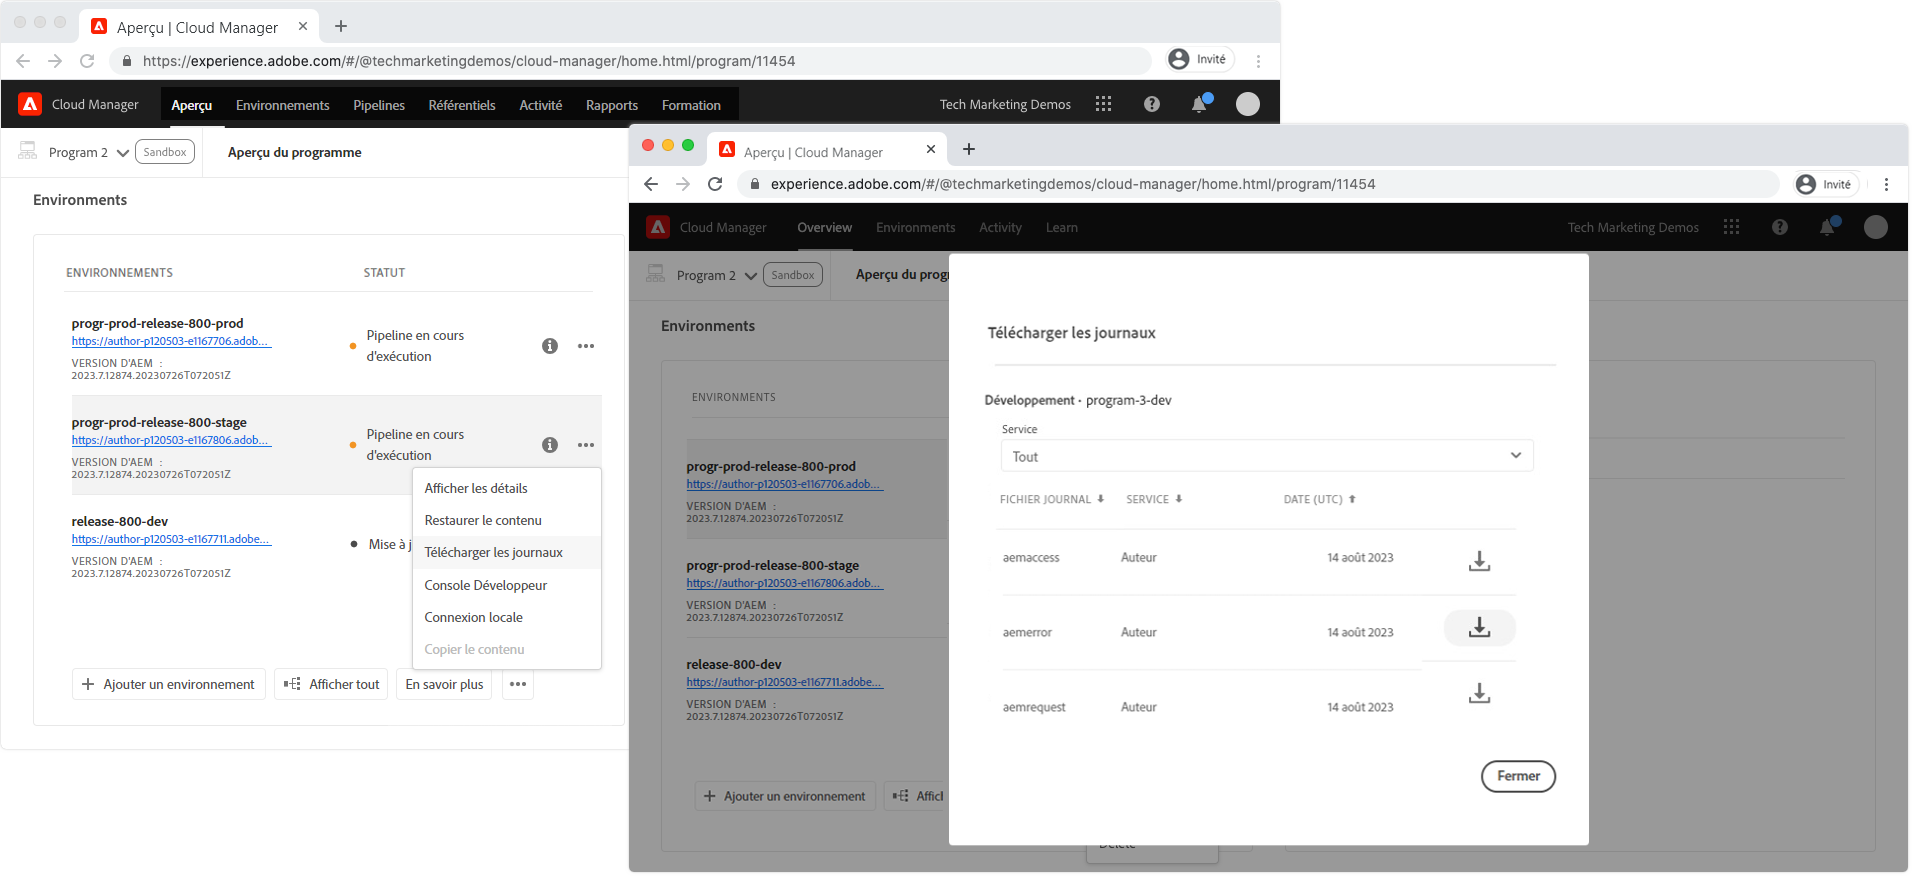 Aperçu | Cloud Manager
https://experience.adobe.com/#/@techmarketingdemos/cloud-manager/home.html/program/11454
Invité
Cloud Manager
Aperçu
Environnements
Pipelines
Référentiels
Activité
Rapports
Formation
Tech Marketing Demos
Program 2
Sandbox
Aperçu du programme
Environments
ENVIRONNEMENTS
STATUT
progr-prod-release-800-prod
https://author-p120503-e1167706.adob...
VERSION D'AEM :
2023.7.12874.20230726T072051Z
Pipeline en cours
d'exécution
progr-prod-release-800-stage
https://author-p120503-e1167806.adob...
VERSION D'AEM :
2023.7.12874.20230726T072051Z
Pipeline en cours
d'exécution
release-800-dev
https://author-p120503-e1167711.adobe...
VERSION D'AEM :
2023.7.12874.20230726T072051Z
Mise à j
Afficher les détails
Restaurer le contenu
Télécharger les journaux
Console Développeur
Connexion locale
Copier le contenu
Ajouter un environnement
Afficher tout
En savoir plus
Aperçu | Cloud Manager
experience.adobe.com/#/@techmarketingdemos/cloud-manager/home.html/program/11454
Invité
Cloud Manager
Overview
Environments
Activity
Learn
Tech Marketing Demos
Program 2
Sandbox
Aperçu du progr
Environments
ENVIRONNEMENTS
progr-prod-release-800-prod
https://author-p120503-e1167706.adob...
VERSION D'AEM :
2023.7.12874.20230726T072051Z
progr-prod-release-800-stage
https://author-p120503-e1167806.adob...
VERSION D'AEM :
2023.7.12874.20230726T072051Z
release-800-dev
https://author-p120503-e1167711.adobe...
VERSION D'AEM :
2023.7.12874.20230726T072051Z
Ajouter un environnement
Affich
Delete
Télécharger les journaux
Développement · program-3-dev
Service
Tout
FICHIER JOURNAL
SERVICE
DATE (UTC)
aemaccess
Auteur
14 août 2023
aemerror
Auteur
14 août 2023
aemrequest
Auteur
14 août 2023
Fermer